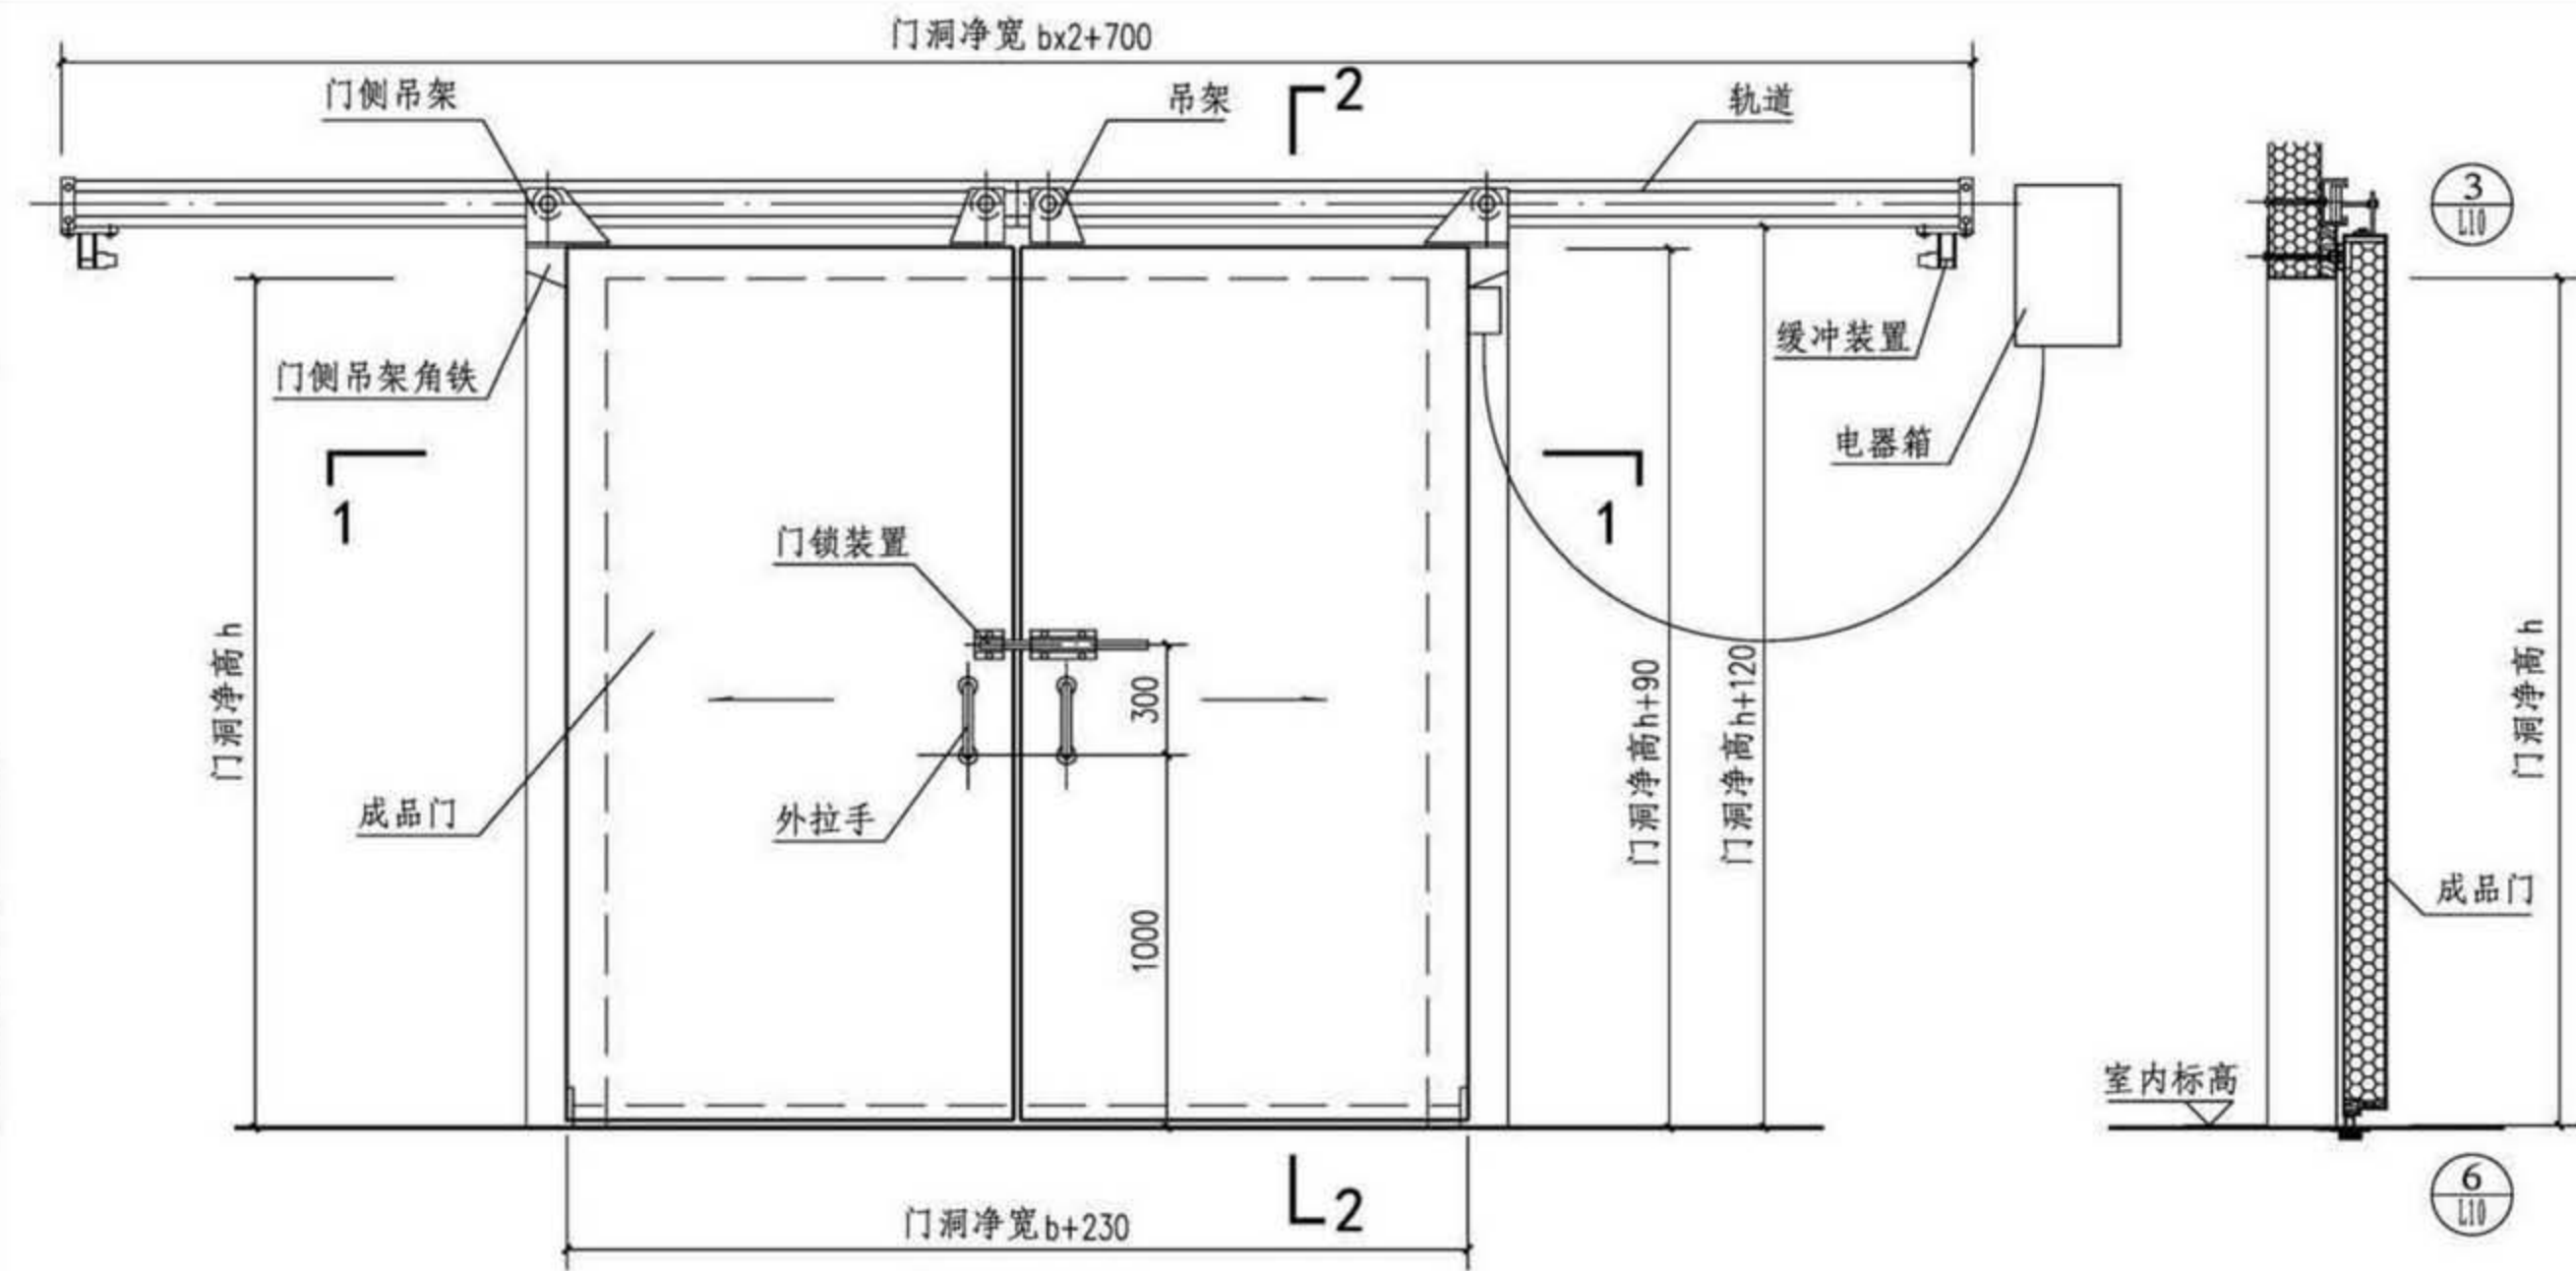 门洞净宽 bx2+700
门侧吊架
吊架
2
轨道
3
L10
门侧吊架角铁
缓冲装置
电器箱
1
1
门锁装置
门洞净高 h
300
门洞净高h+90
门洞净高h+120
门洞净高 h
成品门
外拉手
1000
成品门
室内标高
门洞净宽 b+230
2
6
L10